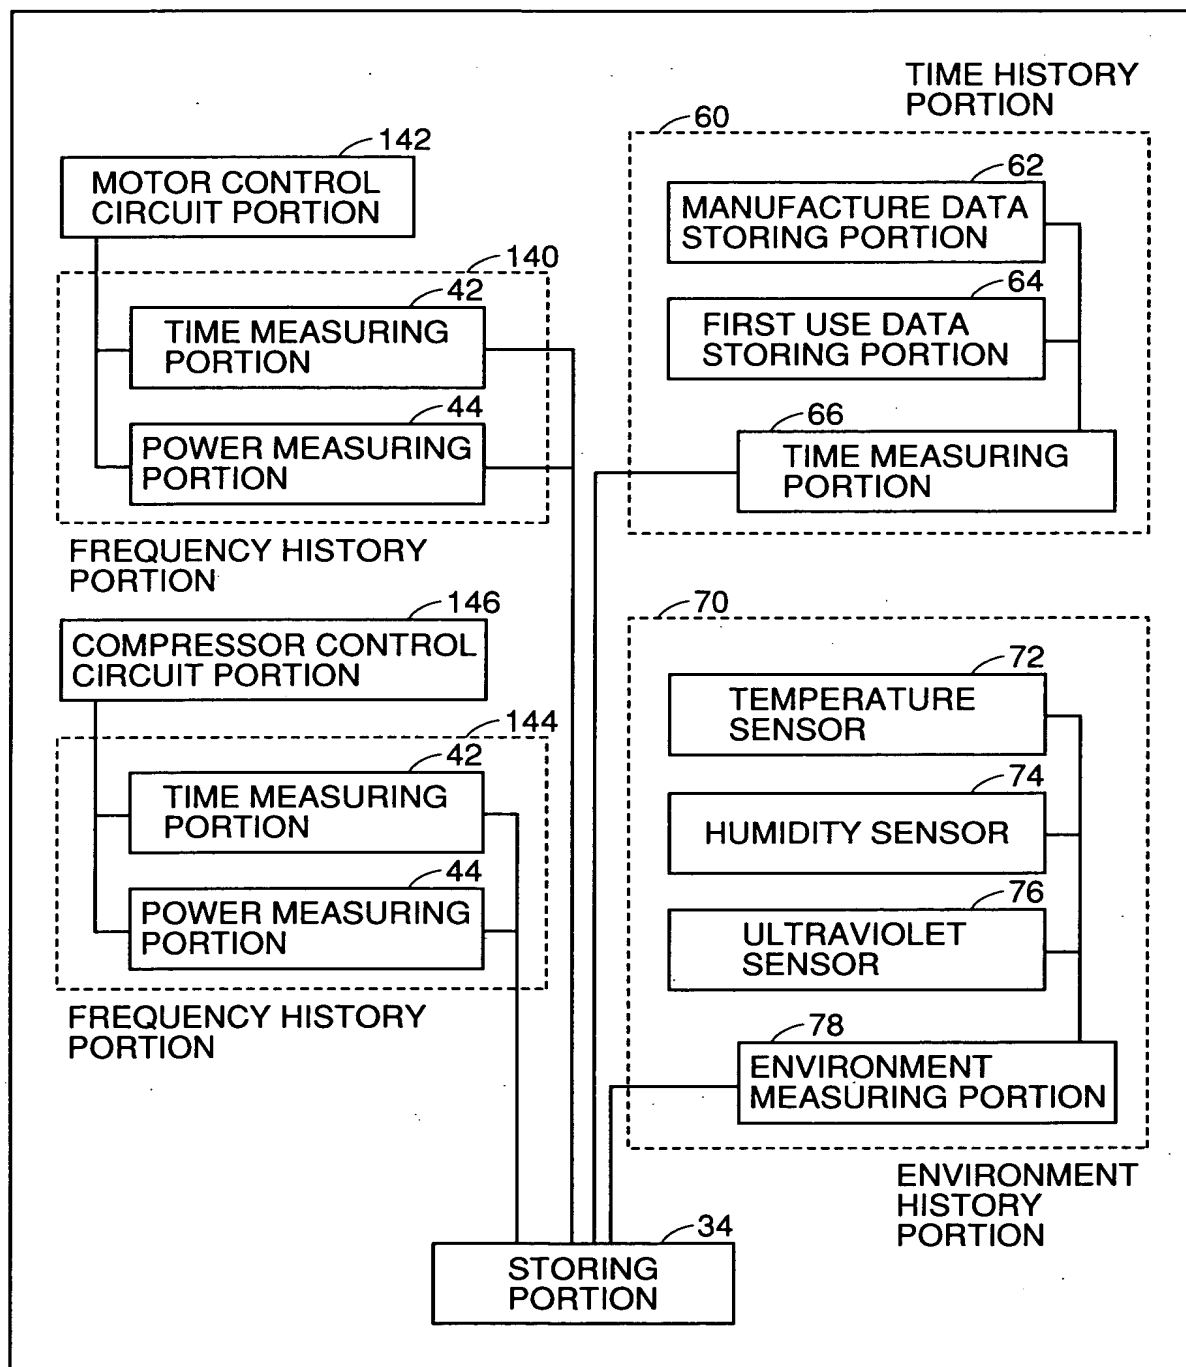 142
MOTOR CONTROL
CIRCUIT PORTION
140
42
TIME MEASURING
PORTION
44
POWER MEASURING
PORTION
FREQUENCY HISTORY
PORTION
146
COMPRESSOR CONTROL
CIRCUIT PORTION
144
42
TIME MEASURING
PORTION
44
POWER MEASURING
PORTION
FREQUENCY HISTORY
PORTION
TIME HISTORY
PORTION
60
62
MANUFACTURE DATA
STORING PORTION
64
FIRST USE DATA
STORING PORTION
66
TIME MEASURING
PORTION
70
72
TEMPERATURE
SENSOR
74
HUMIDITY SENSOR
76
ULTRAVIOLET
SENSOR
78
ENVIRONMENT
MEASURING PORTION
ENVIRONMENT
HISTORY
PORTION
34
STORING
PORTION